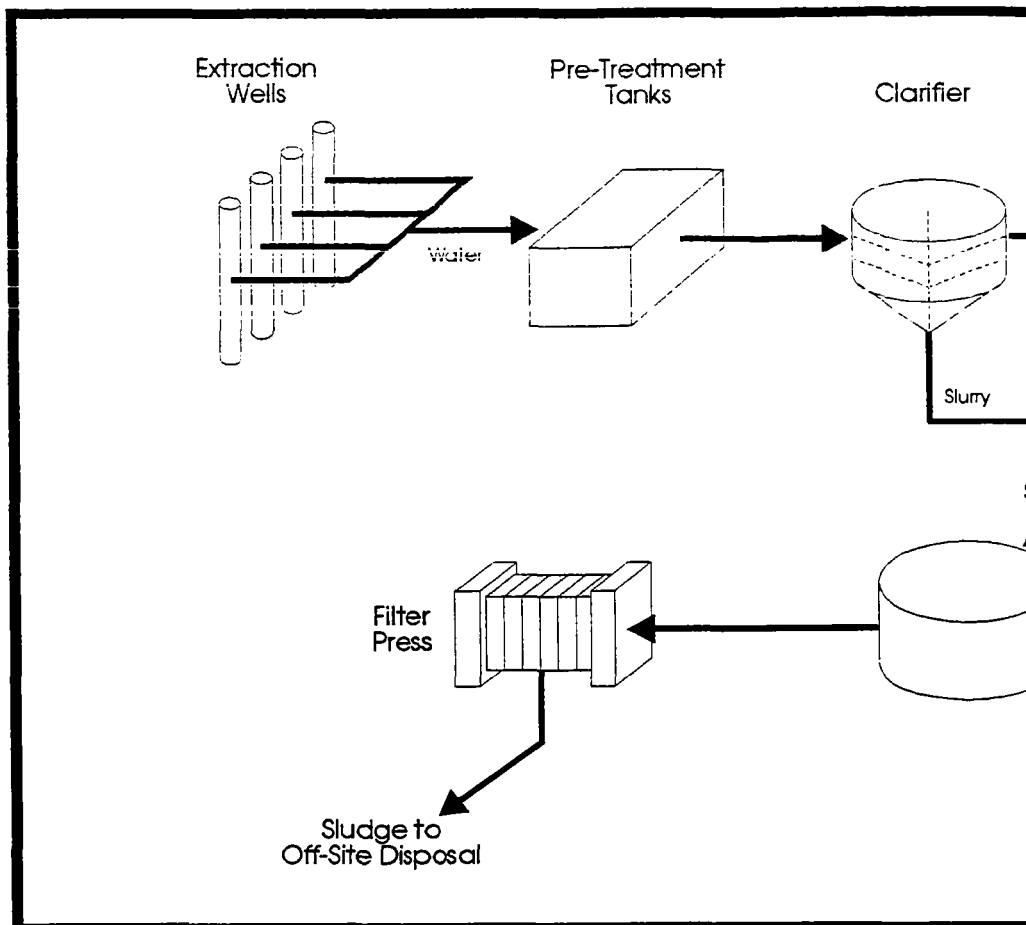 Extraction
Wells
Pre-Treatment
Tanks
Clarifier
Water
Slurry
Filter
Press
Sludge to
Off-Site Disposal